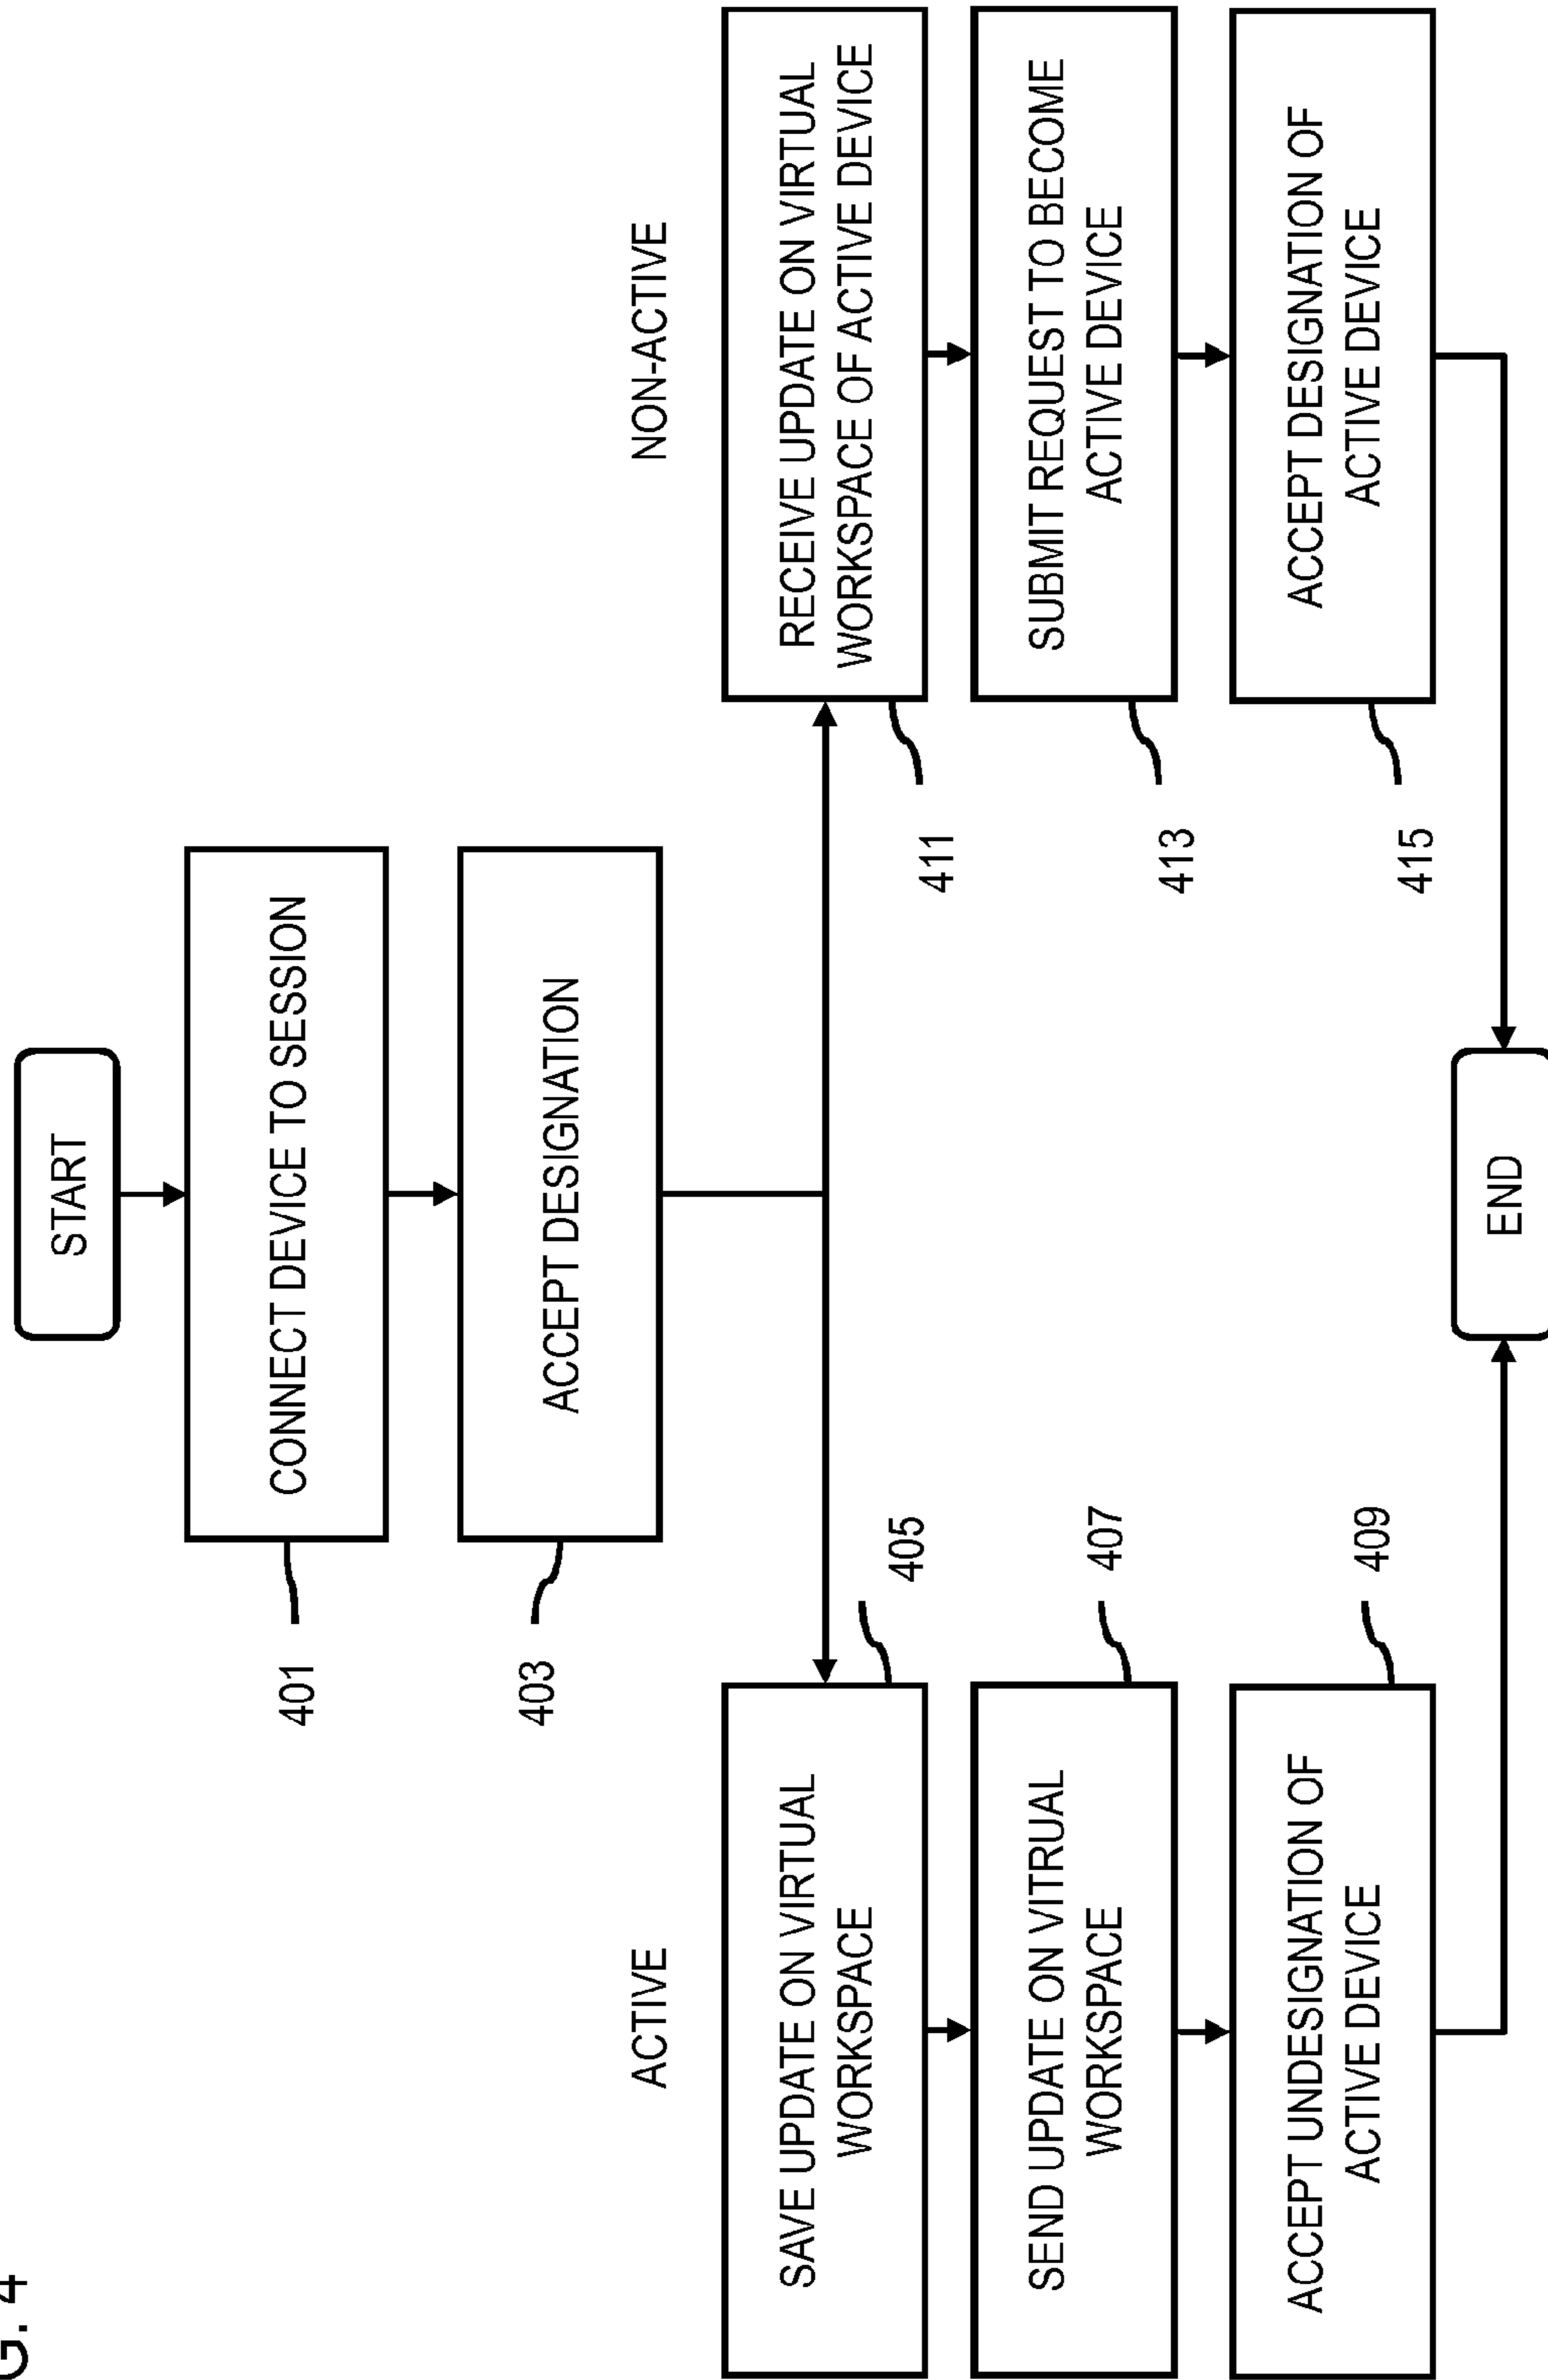 G. 4
START
CONNECT DEVICE TO SESSION
401
ACCEPT DESIGNATION
403
ACTIVE
NON-ACTIVE
SAVE UPDATE ON VIRTUAL
WORKSPACE
405
SEND UPDATE ON VITRUAL
WORKSPACE
407
ACCEPT UNDESIGNATION OF
ACTIVE DEVICE
409
RECEIVE UPDATE ON VIRTUAL
WORKSPACE OF ACTIVE DEVICE
411
SUBMIT REQUEST TO BECOME
ACTIVE DEVICE
413
ACCEPT DESIGNATION OF
ACTIVE DEVICE
415
END